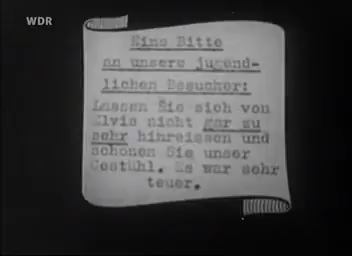 WDR
Eine Bitte
an unsere jugend-
lichen Besucher:
Lassen Sie sich von
Elvis nicht gar zu
sehr hinreissen und
schonen Sie unser
Gestühl. Es war sehr
teuer.